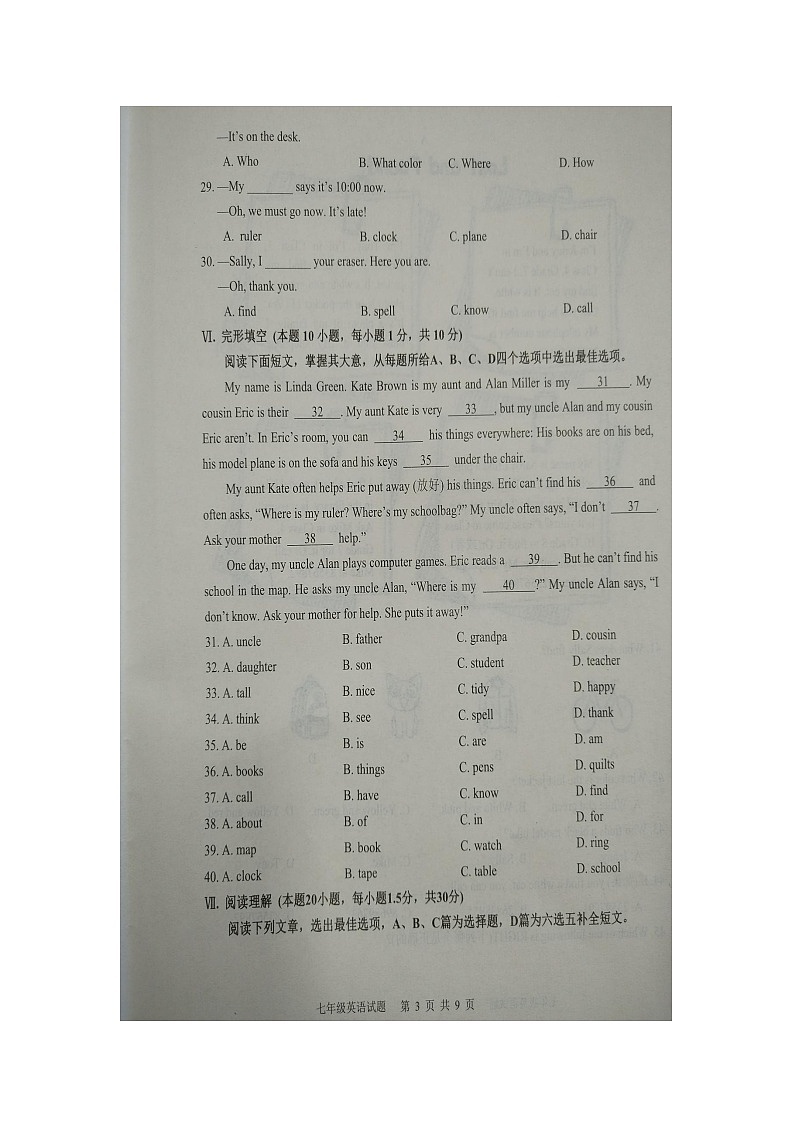 —It's on the desk.
A. Who B. What color C. Where D. How
29. —My ________ says it's 10:00 now.
—Oh, we must go now. It's late!
A. ruler B. clock C. plane D. chair
30. —Sally, I ________ your eraser. Here you are.
—Oh, thank you.
A. find B. spell C. know D. call
Ⅵ. 完形填空 (本题 10 小题，每小题 1 分，共 10 分)
阅读下面短文，掌握其大意，从每题所给A、B、C、D四个选项中选出最佳选项。
My name is Linda Green. Kate Brown is my aunt and Alan Miller is my 31 . My
cousin Eric is their 32 . My aunt Kate is very 33 , but my uncle Alan and my cousin
Eric aren't. In Eric's room, you can 34 his things everywhere: His books are on his bed,
his model plane is on the sofa and his keys 35 under the chair.
My aunt Kate often helps Eric put away (放好) his things. Eric can't find his 36 and
often asks, “Where is my ruler? Where's my schoolbag?” My uncle often says, “I don't 37 .
Ask your mother 38 help.”
One day, my uncle Alan plays computer games. Eric reads a 39 . But he can't find his
school in the map. He asks my uncle Alan, “Where is my 40 ?” My uncle Alan says, “I
don't know. Ask your mother for help. She puts it away!”
31. A. uncle B. father C. grandpa D. cousin
32. A. daughter B. son C. student D. teacher
33. A. tall B. nice C. tidy D. happy
34. A. think B. see C. spell D. thank
35. A. be B. is C. are D. am
36. A. books B. things C. pens D. quilts
37. A. call B. have C. know D. find
38. A. about B. of C. in D. for
39. A. map B. book C. watch D. ring
40. A. clock B. tape C. table D. school
Ⅶ. 阅读理解 (本题20小题，每小题1.5分，共30分)
阅读下列文章，选出最佳选项，A、B、C篇为选择题，D篇为六选五补全短文。
七年级英语试题 第 3 页 共 9 页